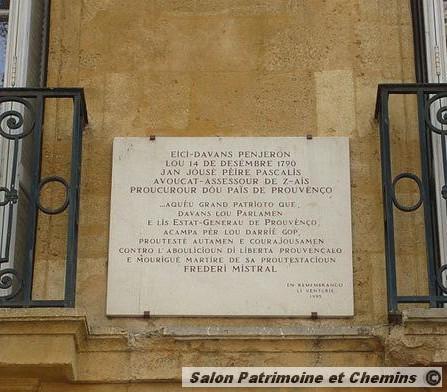 EICI-DAVANS PENJERON
LOU 14 DE DESÈMBRE 1790
JAN JÓUSÈ PÈIRE PASCALIS
AVOUCAT-ASSESSOUR DE Z-AIS
PROUCUROUR DÓU PAÏS DE PROUVÈNÇO
...AQUÉU GRAND PATRIOTO QUE,
DAVANS LOU PARLAMEN
E LIS ESTAT-GENERAU DE PROUVÈNÇO,
ACAMPA PÈR LOU DARRIÉ COP,
PROUTESTÈ AUTAMEN E COURAJOUSAMEN
CONTRO L'ABOULICIOUN DI LIBERTA PROUVENÇALO
E MOURIGUÈ MARTIRE DE SA PROUTESTACIOUN
FREDERI MISTRAL
EN REMEMBRANÇO
LI VENTURIÉ. 1995
Salon Patrimoine et Chemins ©